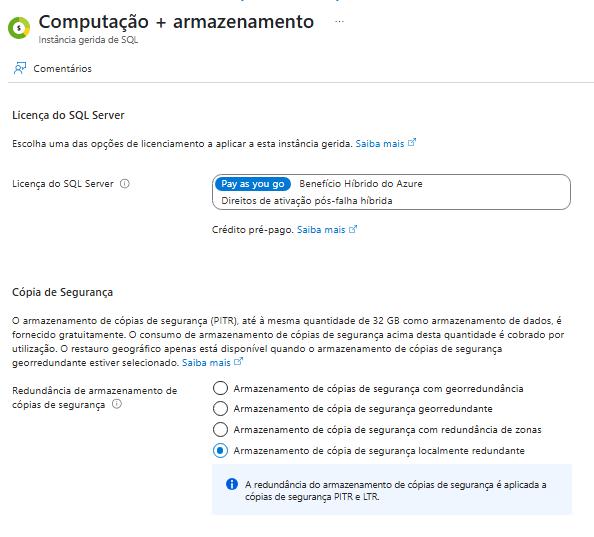 Computação + armazenamento ...
Instância gerida de SQL
Comentários
Licença do SQL Server
Escolha uma das opções de licenciamento a aplicar a esta instância gerida. Saiba mais
Licença do SQL Server
Pay as you go Benefício Híbrido do Azure
Direitos de ativação pós-falha híbrida
Crédito pré-pago. Saiba mais
Cópia de Segurança
O armazenamento de cópias de segurança (PITR), até à mesma quantidade de 32 GB como armazenamento de dados, é
fornecido gratuitamente. O consumo de armazenamento de cópias de segurança acima desta quantidade é cobrado por
utilização. O restauro geográfico apenas está disponível quando o armazenamento de cópias de segurança
georredundante estiver selecionado. Saiba mais
Redundância de armazenamento de
cópias de segurança
Armazenamento de cópias de segurança com georredundância
Armazenamento de cópia de segurança georredundante
Armazenamento de cópias de segurança com redundância de zonas
Armazenamento de cópia de segurança localmente redundante
A redundância do armazenamento de cópias de segurança é aplicada a
cópias de segurança PITR e LTR.